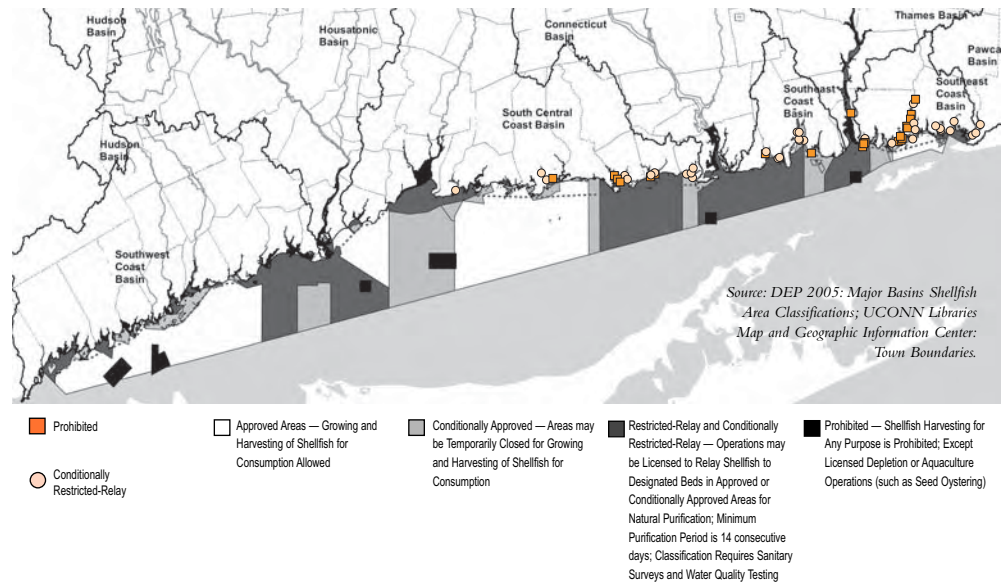 Hudson
Basin
Housatonic
Basin
Connecticut
Basin
Thames Basin
Pawca
Basin
Southeast
Coast
Basin
Southeast
Coast
Basin
South Central
Coast Basin
Hudson
Basin
Southwest
Coast
Basin
Source: DEP 2005: Major Basins Shellfish
Area Classifications; UCONN Libraries
Map and Geographic Information Center:
Town Boundaries.
Prohibited
Conditionally
Restricted-Relay
Approved Areas — Growing and
Harvesting of Shellfish for
Consumption Allowed
Conditionally Approved — Areas may
be Temporarily Closed for Growing
and Harvesting of Shellfish for
Consumption
Restricted-Relay and Conditionally
Restricted-Relay — Operations may
be Licensed to Relay Shellfish to
Designated Beds in Approved or
Conditionally Approved Areas for
Natural Purification; Minimum
Purification Period is 14 consecutive
days; Classification Requires Sanitary
Surveys and Water Quality Testing
Prohibited — Shellfish Harvesting for
Any Purpose is Prohibited; Except
Licensed Depletion or Aquaculture
Operations (such as Seed Oystering)